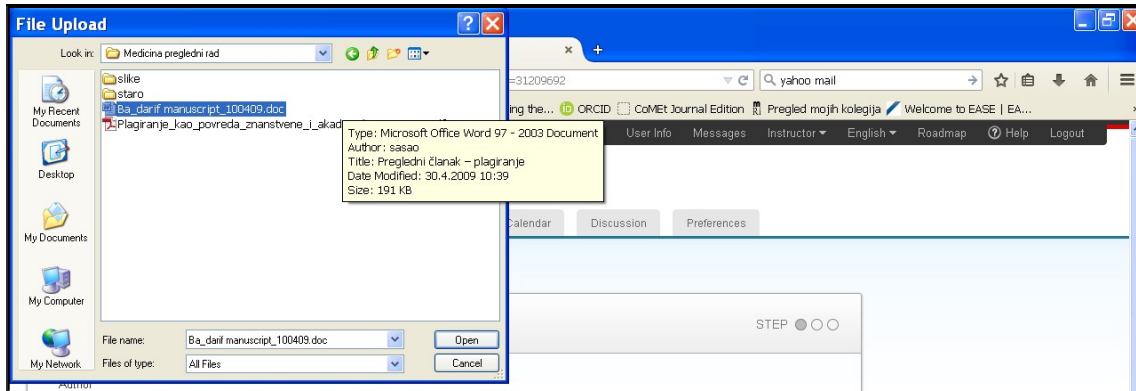 File Upload
Look in: Medicina pregledni rad
slike
staro
Ba_darif manuscript_100409.doc
Plagiranje_kao_povreda_znanstvene_i_akad
Type: Microsoft Office Word 97 - 2003 Document
Author: sasao
Title: Pregledni članak – plagiranje
Date Modified: 30.4.2009 10:39
Size: 191 KB
My Recent
Documents
Desktop
My Documents
My Computer
My Network
File name: Ba_darif manuscript_100409.doc Open
Files of type: All Files Cancel
=31209692 yahoo mail
ing the... ORCID CoMEt Journal Edition Pregled mojih kolegija Welcome to EASE | EA...
User Info Messages Instructor English Roadmap Help Logout
Calendar Discussion Preferences
STEP
Author